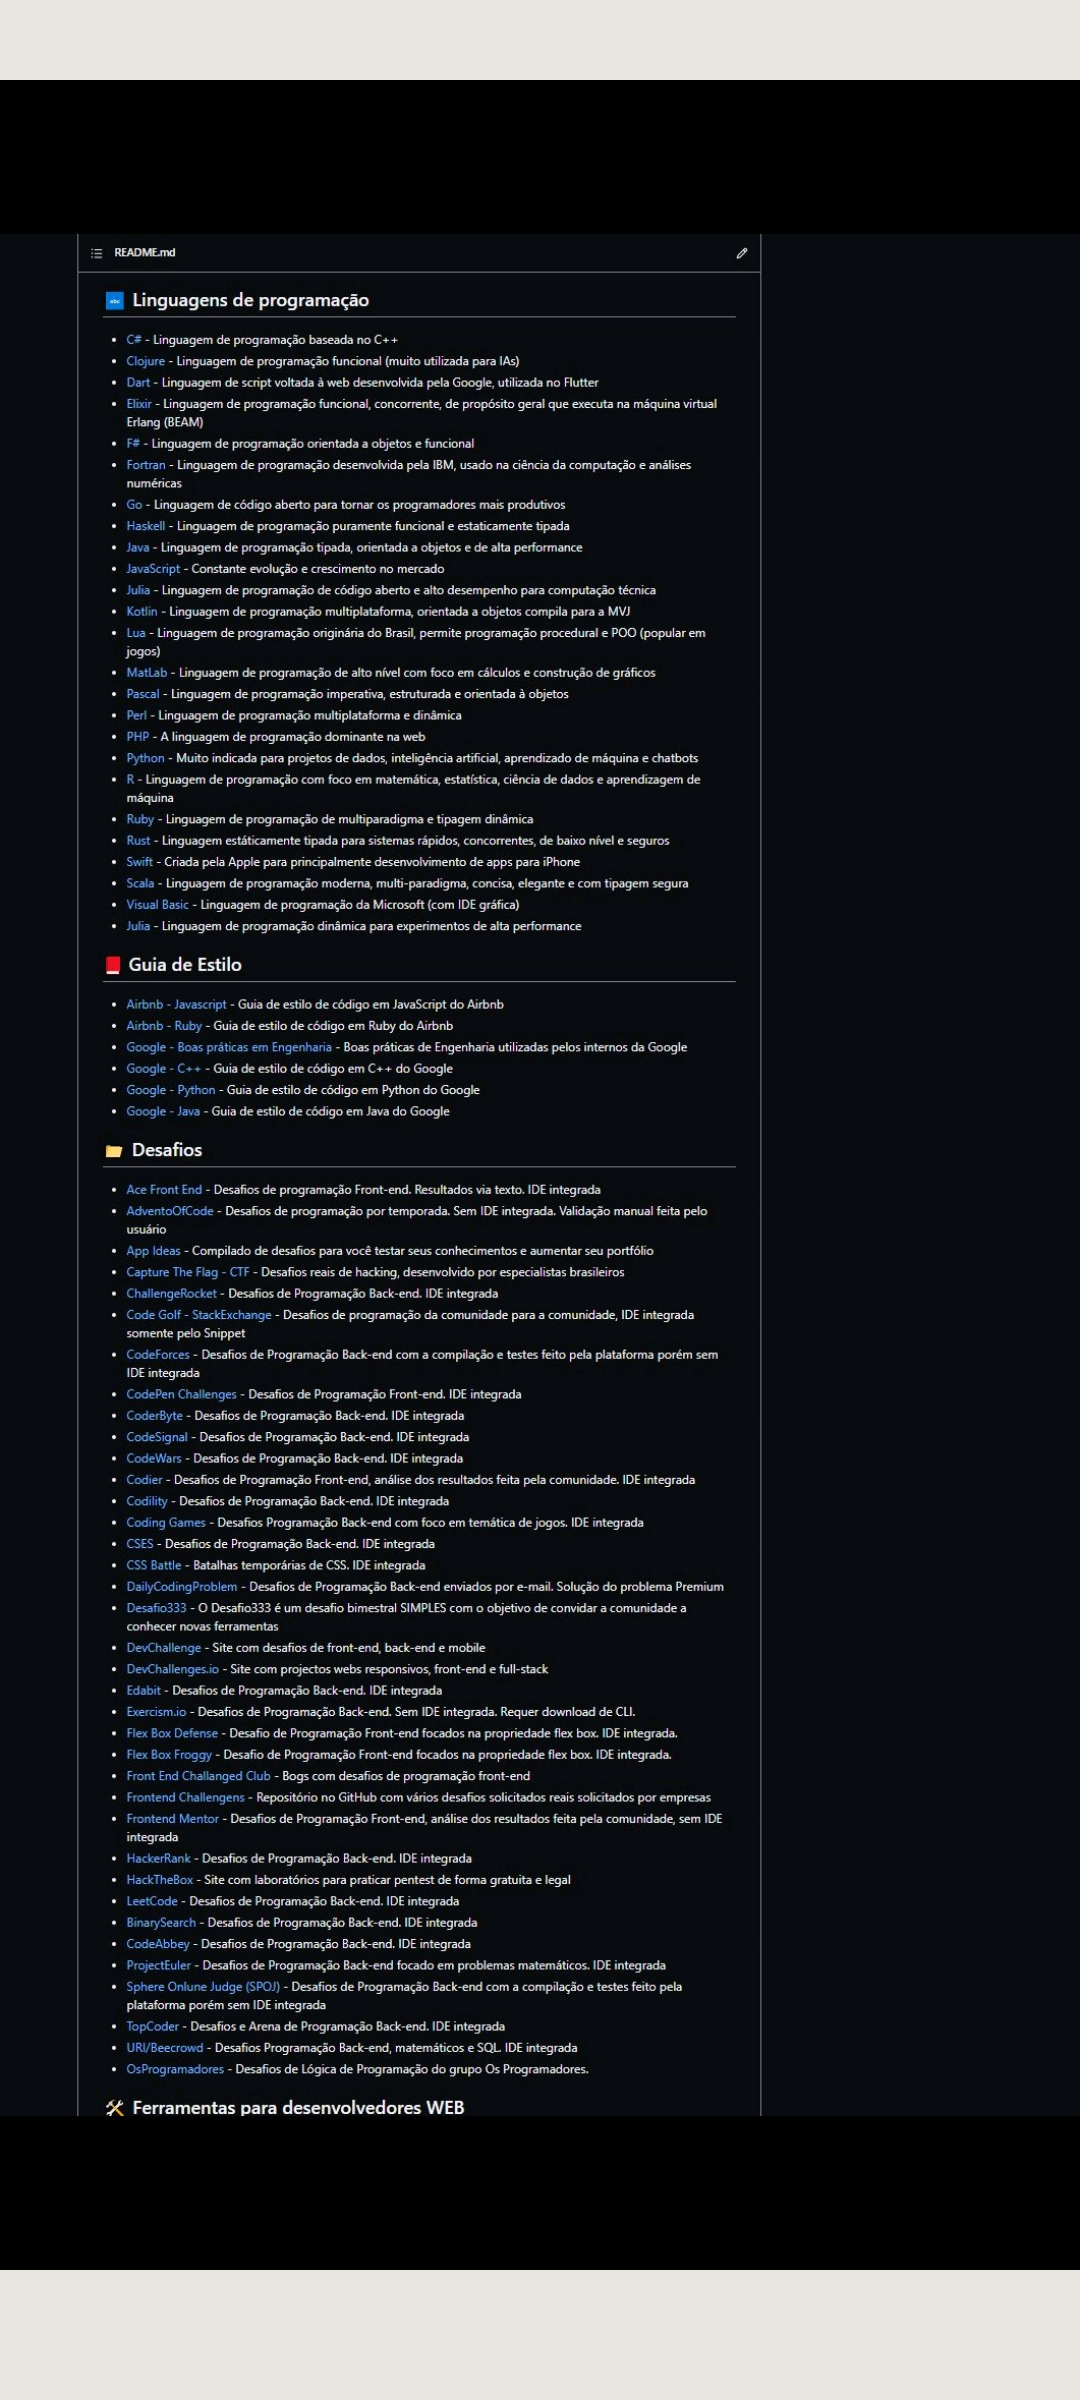 README.md
abc Linguagens de programação
C# - Linguagem de programação baseada no C++
Clojure - Linguagem de programação funcional (muito utilizada para IAs)
Dart - Linguagem de script voltada à web desenvolvida pela Google, utilizada no Flutter
Elixir - Linguagem de programação funcional, concorrente, de propósito geral que executa na máquina virtual
Erlang (BEAM)
F# - Linguagem de programação orientada a objetos e funcional
Fortran - Linguagem de programação desenvolvida pela IBM, usado na ciência da computação e análises
numéricas
Go - Linguagem de código aberto para tornar os programadores mais produtivos
Haskell - Linguagem de programação puramente funcional e estaticamente tipada
Java - Linguagem de programação tipada, orientada a objetos e de alta performance
JavaScript - Constante evolução e crescimento no mercado
Julia - Linguagem de programação de código aberto e alto desempenho para computação técnica
Kotlin - Linguagem de programação multiplataforma, orientada a objetos compila para a MVJ
Lua - Linguagem de programação originária do Brasil, permite programação procedural e POO (popular em
jogos)
MatLab - Linguagem de programação de alto nível com foco em cálculos e construção de gráficos
Pascal - Linguagem de programação imperativa, estruturada e orientada à objetos
Perl - Linguagem de programação multiplataforma e dinâmica
PHP - A linguagem de programação dominante na web
Python - Muito indicada para projetos de dados, inteligência artificial, aprendizado de máquina e chatbots
R - Linguagem de programação com foco em matemática, estatística, ciência de dados e aprendizagem de
máquina
Ruby - Linguagem de programação de multiparadigma e tipagem dinâmica
Rust - Linguagem estáticamente tipada para sistemas rápidos, concorrentes, de baixo nível e seguros
Swift - Criada pela Apple para principalmente desenvolvimento de apps para iPhone
Scala - Linguagem de programação moderna, multi-paradigma, concisa, elegante e com tipagem segura
Visual Basic - Linguagem de programação da Microsoft (com IDE gráfica)
Julia - Linguagem de programação dinâmica para experimentos de alta performance
Guia de Estilo
Airbnb - Javascript - Guia de estilo de código em JavaScript do Airbnb
Airbnb - Ruby - Guia de estilo de código em Ruby do Airbnb
Google - Boas práticas em Engenharia - Boas práticas de Engenharia utilizadas pelos internos da Google
Google - C++ - Guia de estilo de código em C++ do Google
Google - Python - Guia de estilo de código em Python do Google
Google - Java - Guia de estilo de código em Java do Google
Desafios
Ace Front End - Desafios de programação Front-end. Resultados via texto. IDE integrada
AdventoOfCode - Desafios de programação por temporada. Sem IDE integrada. Validação manual feita pelo
usuário
App Ideas - Compilado de desafios para você testar seus conhecimentos e aumentar seu portfólio
Capture The Flag - CTF - Desafios reais de hacking, desenvolvido por especialistas brasileiros
ChallengeRocket - Desafios de Programação Back-end. IDE integrada
Code Golf - StackExchange - Desafios de programação da comunidade para a comunidade, IDE integrada
somente pelo Snippet
CodeForces - Desafios de Programação Back-end com a compilação e testes feito pela plataforma porém sem
IDE integrada
CodePen Challenges - Desafios de Programação Front-end. IDE integrada
CoderByte - Desafios de Programação Back-end. IDE integrada
CodeSignal - Desafios de Programação Back-end. IDE integrada
CodeWars - Desafios de Programação Back-end. IDE integrada
Codier - Desafios de Programação Front-end, análise dos resultados feita pela comunidade. IDE integrada
Codility - Desafios de Programação Back-end. IDE integrada
Coding Games - Desafios Programação Back-end com foco em temática de jogos. IDE integrada
CSES - Desafios de Programação Back-end. IDE integrada
CSS Battle - Batalhas temporárias de CSS. IDE integrada
DailyCodingProblem - Desafios de Programação Back-end enviados por e-mail. Solução do problema Premium
Desafio333 - O Desafio333 é um desafio bimestral SIMPLES com o objetivo de convidar a comunidade a
conhecer novas ferramentas
DevChallenge - Site com desafios de front-end, back-end e mobile
DevChallenges.io - Site com projectos webs responsivos, front-end e full-stack
Edabit - Desafios de Programação Back-end. IDE integrada
Exercism.io - Desafios de Programação Back-end. Sem IDE integrada. Requer download de CLI.
Flex Box Defense - Desafio de Programação Front-end focados na propriedade flex box. IDE integrada.
Flex Box Froggy - Desafio de Programação Front-end focados na propriedade flex box. IDE integrada.
Front End Challanged Club - Bogs com desafios de programação front-end
Frontend Challengens - Repositório no GitHub com vários desafios solicitados reais solicitados por empresas
Frontend Mentor - Desafios de Programação Front-end, análise dos resultados feita pela comunidade, sem IDE
integrada
HackerRank - Desafios de Programação Back-end. IDE integrada
HackTheBox - Site com laboratórios para praticar pentest de forma gratuita e legal
LeetCode - Desafios de Programação Back-end. IDE integrada
BinarySearch - Desafios de Programação Back-end. IDE integrada
CodeAbbey - Desafios de Programação Back-end. IDE integrada
ProjectEuler - Desafios de Programação Back-end focado em problemas matemáticos. IDE integrada
Sphere Onlune Judge (SPOJ) - Desafios de Programação Back-end com a compilação e testes feito pela
plataforma porém sem IDE integrada
TopCoder - Desafios e Arena de Programação Back-end. IDE integrada
URI/Beecrowd - Desafios Programação Back-end, matemáticos e SQL. IDE integrada
OsProgramadores - Desafios de Lógica de Programação do grupo Os Programadores.
Ferramentas para desenvolvedores WEB